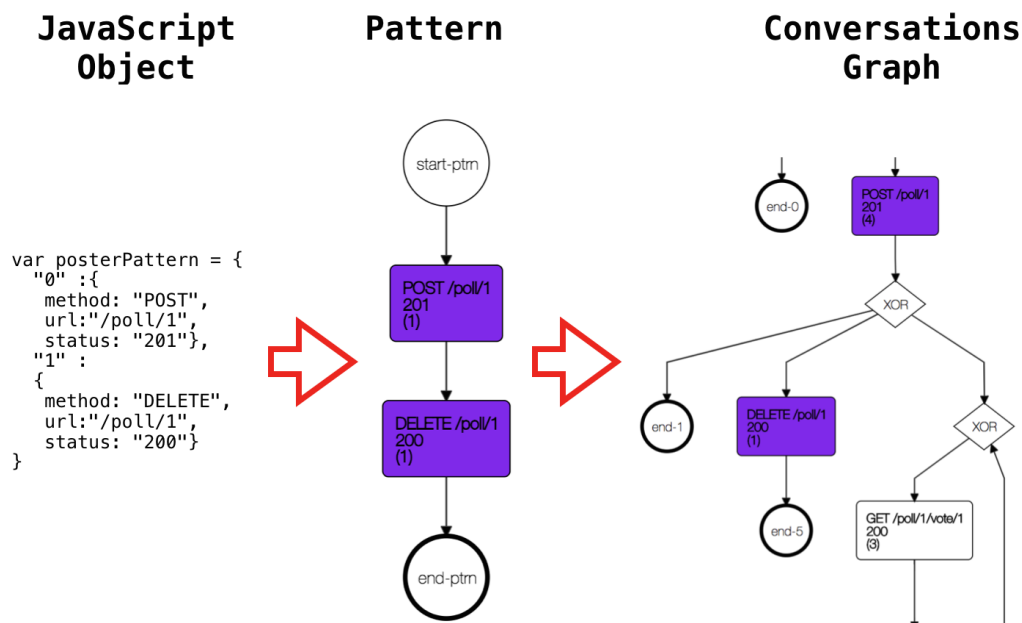 JavaScript
Object
Pattern
Conversations
Graph
var posterPattern = {
"0" :{
method: "POST",
url:"/poll/1",
status: "201"},
"1" :
{
method: "DELETE",
url:"/poll/1",
status: "200"}
}
start-ptrn
POST /poll/1
201
(1)
DELETE /poll/1
200
(1)
end-ptrn
end-0
POST /poll/1
201
(4)
XOR
end-1
DELETE /poll/1
200
(1)
XOR
end-5
GET /poll/1/vote/1
200
(3)